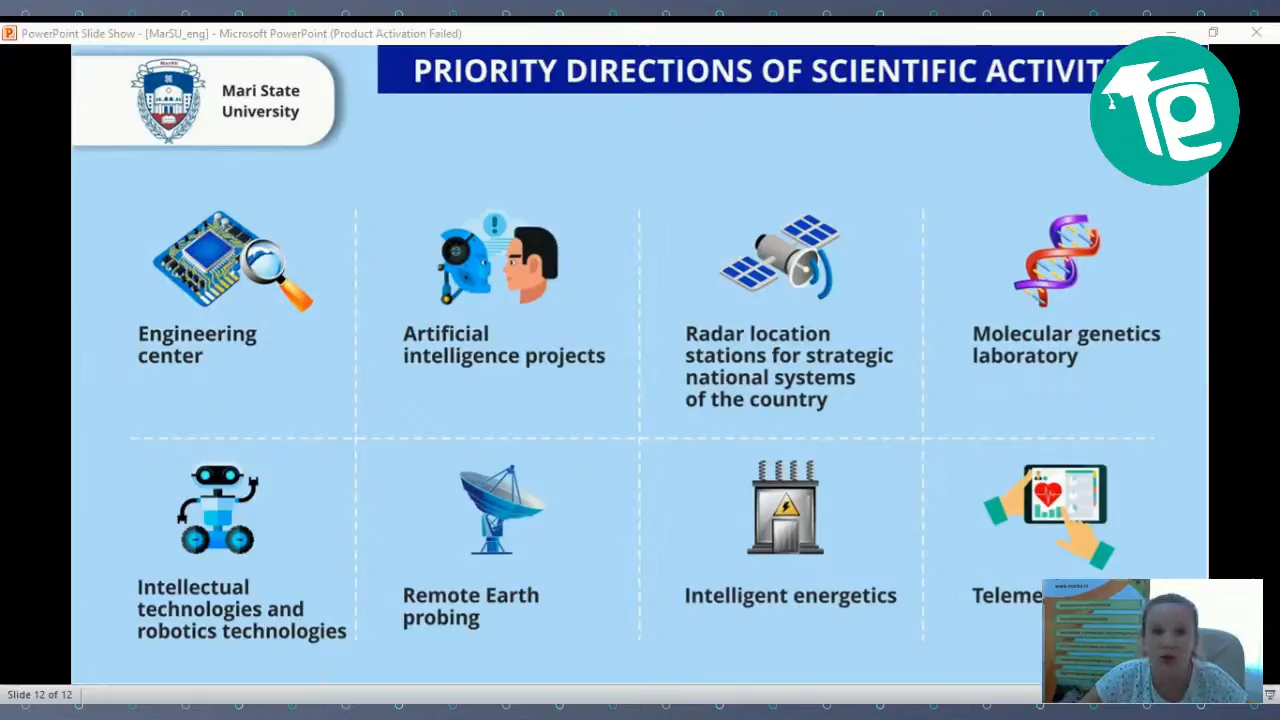 PowerPoint Slide Show - [MarSU_eng] - Microsoft PowerPoint (Product Activation Failed)
PRIORITY DIRECTIONS OF SCIENTIFIC
MarSU
Mari State
University
Engineering
center
Artificial
intelligence projects
Radar location
stations for strategic
national systems
of the country
Molecular genetics
laboratory
Intellectual
technologies and
robotics technologies
Remote Earth
probing
Intelligent energetics
Slide 12 of 12